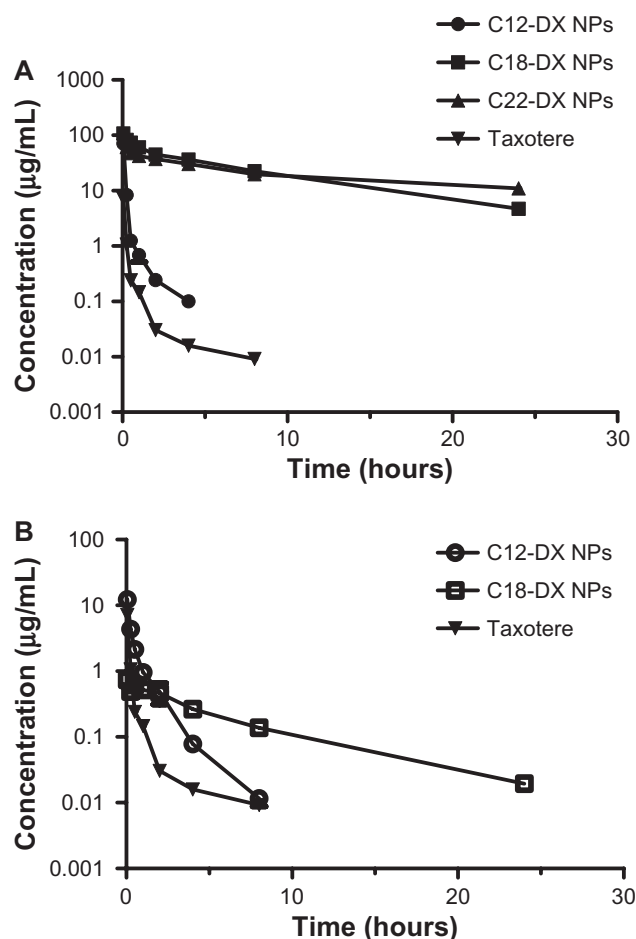 C12-DX NPs
C18-DX NPs
C22-DX NPs
Taxotere
A
1000
100
10
1
0.1
0.01
0.001
Concentration (µg/mL)
0
10
20
30
Time (hours)
B
C12-DX NPs
C18-DX NPs
Taxotere
100
10
1
0.1
0.01
0.001
Concentration (µg/mL)
0
10
20
30
Time (hours)